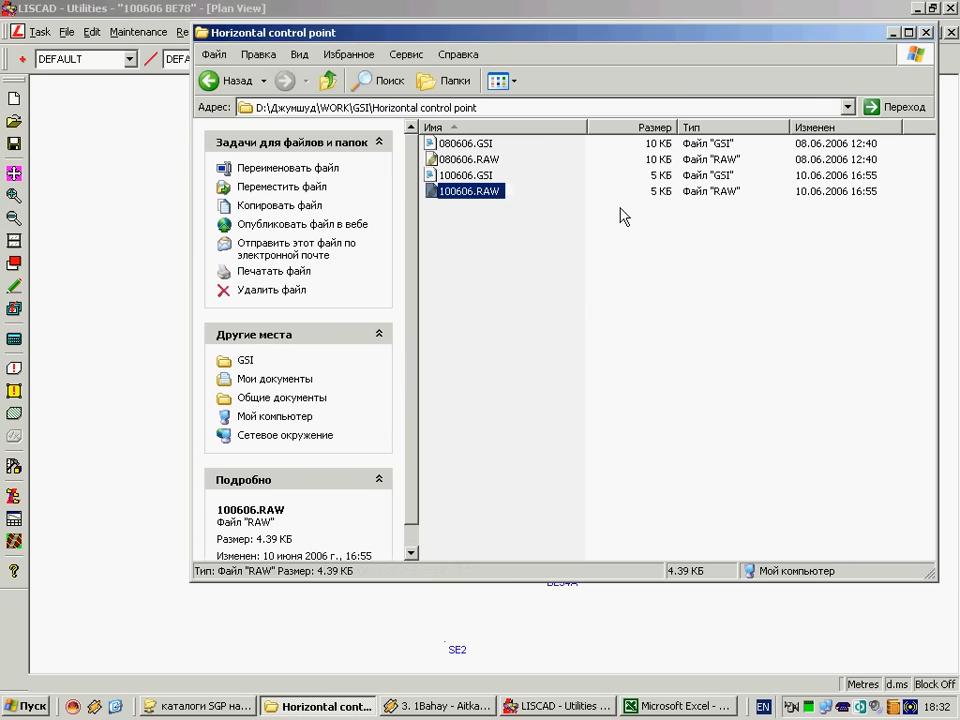 LISCAD - Utilities - "100606 BE78" - [Plan View]
Task File Edit Maintenance Re
DEFAULT
DEFA
Horizontal control point
Файл Правка Вид Избранное Сервис Справка
Назад Поиск Папки
Адрес: D:\Джумшуд\WORK\GSI\Horizontal control point Переход
Задачи для файлов и папок
Переименовать файл
Переместить файл
Копировать файл
Опубликовать файл в вебе
Отправить этот файл по
электронной почте
Печатать файл
Удалить файл
Другие места
GSI
Мои документы
Общие документы
Мой компьютер
Сетевое окружение
Подробно
100606.RAW
Файл "RAW"
Размер: 4.39 КБ
Изменен: 10 июня 2006 г., 16:55
Имя Размер Тип Изменен
080606.GSI 10 КБ Файл "GSI" 08.06.2006 12:40
080606.RAW 10 КБ Файл "RAW" 08.06.2006 12:40
100606.GSI 5 КБ Файл "GSI" 10.06.2006 16:55
100606.RAW 5 КБ Файл "RAW" 10.06.2006 16:55
Тип: Файл "RAW" Размер: 4.39 КБ 4.39 КБ Мой компьютер
SE2
Metres d.ms Block Off
Пуск каталоги SGP на... Horizontal cont... 3. 1Bahay - Aitka... LISCAD - Utilities ... Microsoft Excel - ... EN 18:32